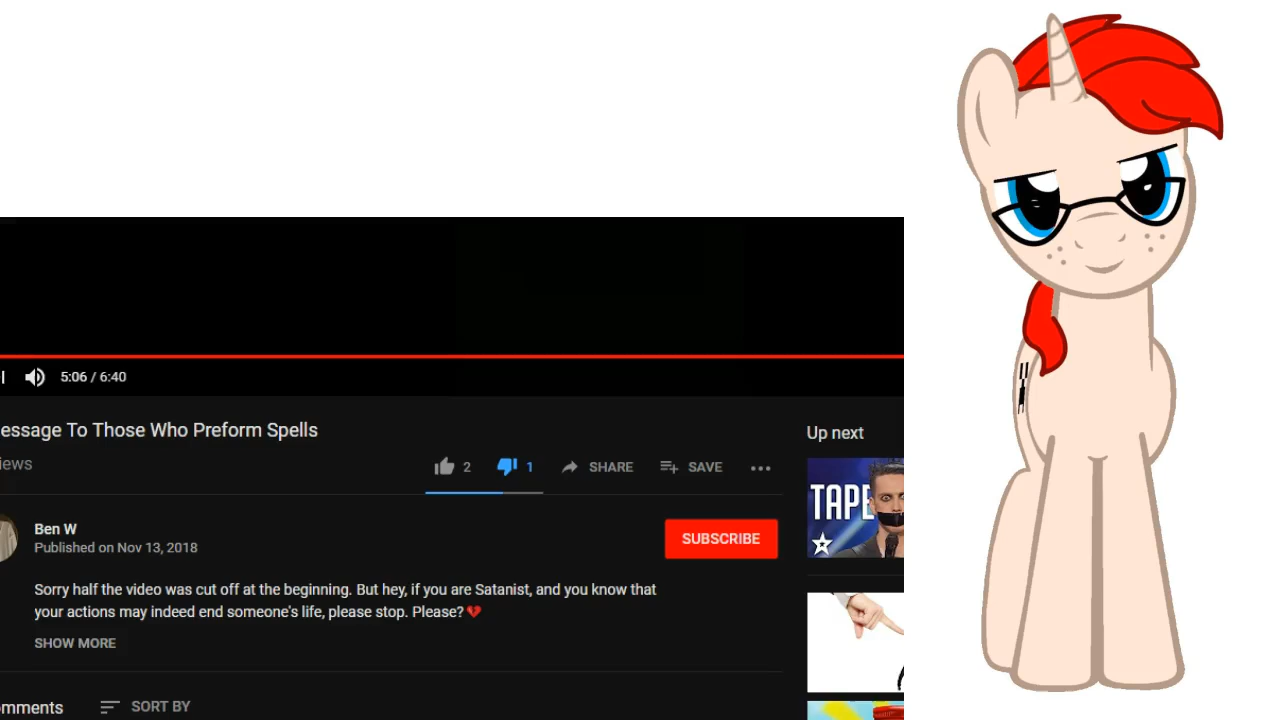 5:06 / 6:40
essage To Those Who Preform Spells
iews
2
1
SHARE
SAVE
Up next
TAPE
Ben W
Published on Nov 13, 2018
SUBSCRIBE
Sorry half the video was cut off at the beginning. But hey, if you are Satanist, and you know that
your actions may indeed end someone's life, please stop. Please?💔
SHOW MORE
omments
SORT BY